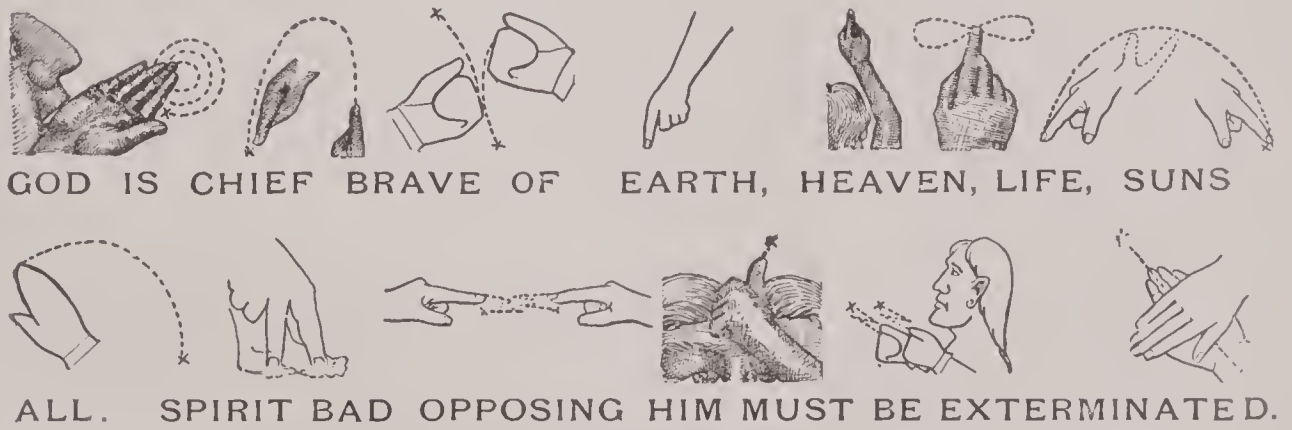 GOD IS CHIEF BRAVE OF EARTH, HEAVEN, LIFE, SUNS
ALL. SPIRIT BAD OPPOSING HIM MUST BE EXTERMINATED.